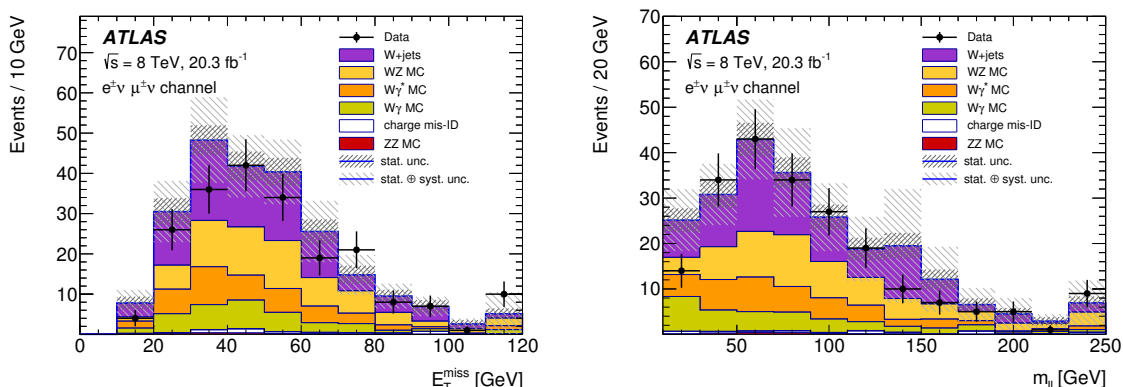 Events / 10 GeV
70
60
50
40
30
20
10
ATLAS
√s = 8 TeV, 20.3 fb-1
e±ν μ±ν channel
Data
W+jets
WZ MC
Wγ* MC
Wγ MC
charge mis-ID
ZZ MC
stat. unc.
stat. ⊕ syst. unc.
0 20 40 60 80 100 120
E_T^miss [GeV]
Events / 20 GeV
70
60
50
40
30
20
10
ATLAS
√s = 8 TeV, 20.3 fb-1
e±ν μ±ν channel
Data
W+jets
WZ MC
Wγ* MC
Wγ MC
charge mis-ID
ZZ MC
stat. unc.
stat. ⊕ syst. unc.
50 100 150 200 250
m_ll [GeV]